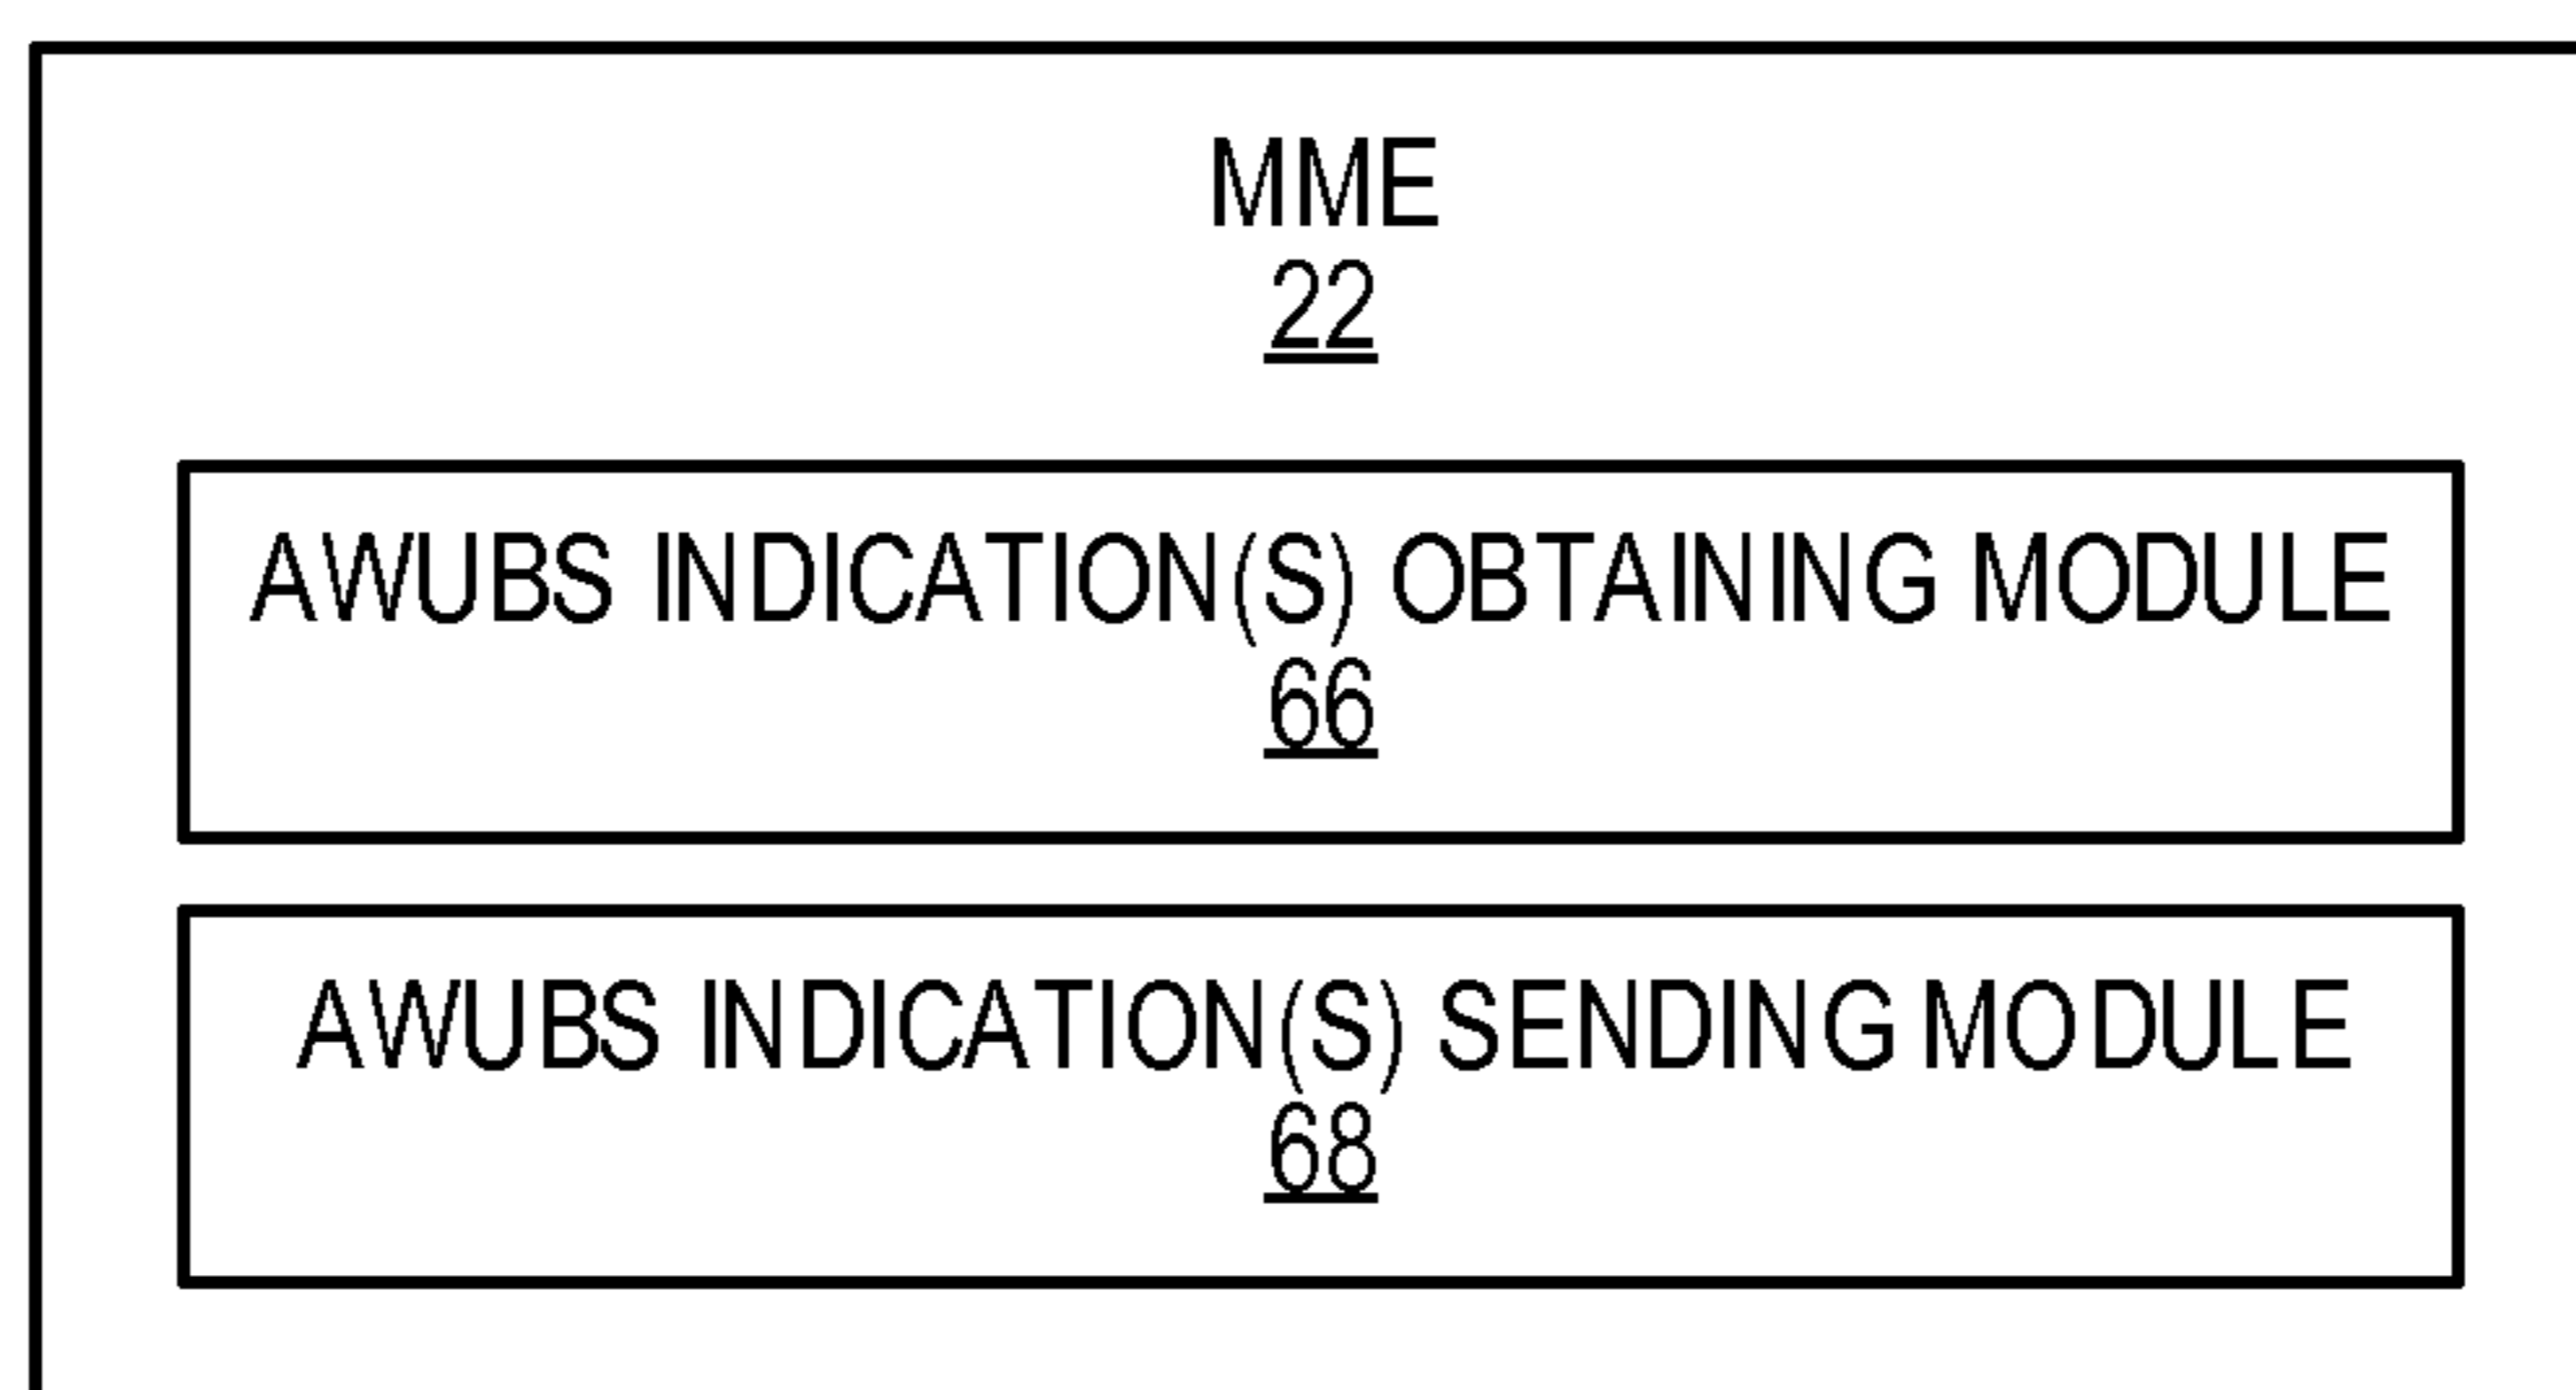 MME
22
AWUBS INDICATION(S) OBTAINING MODULE
66
AWUBS INDICATION(S) SENDING MODULE
68